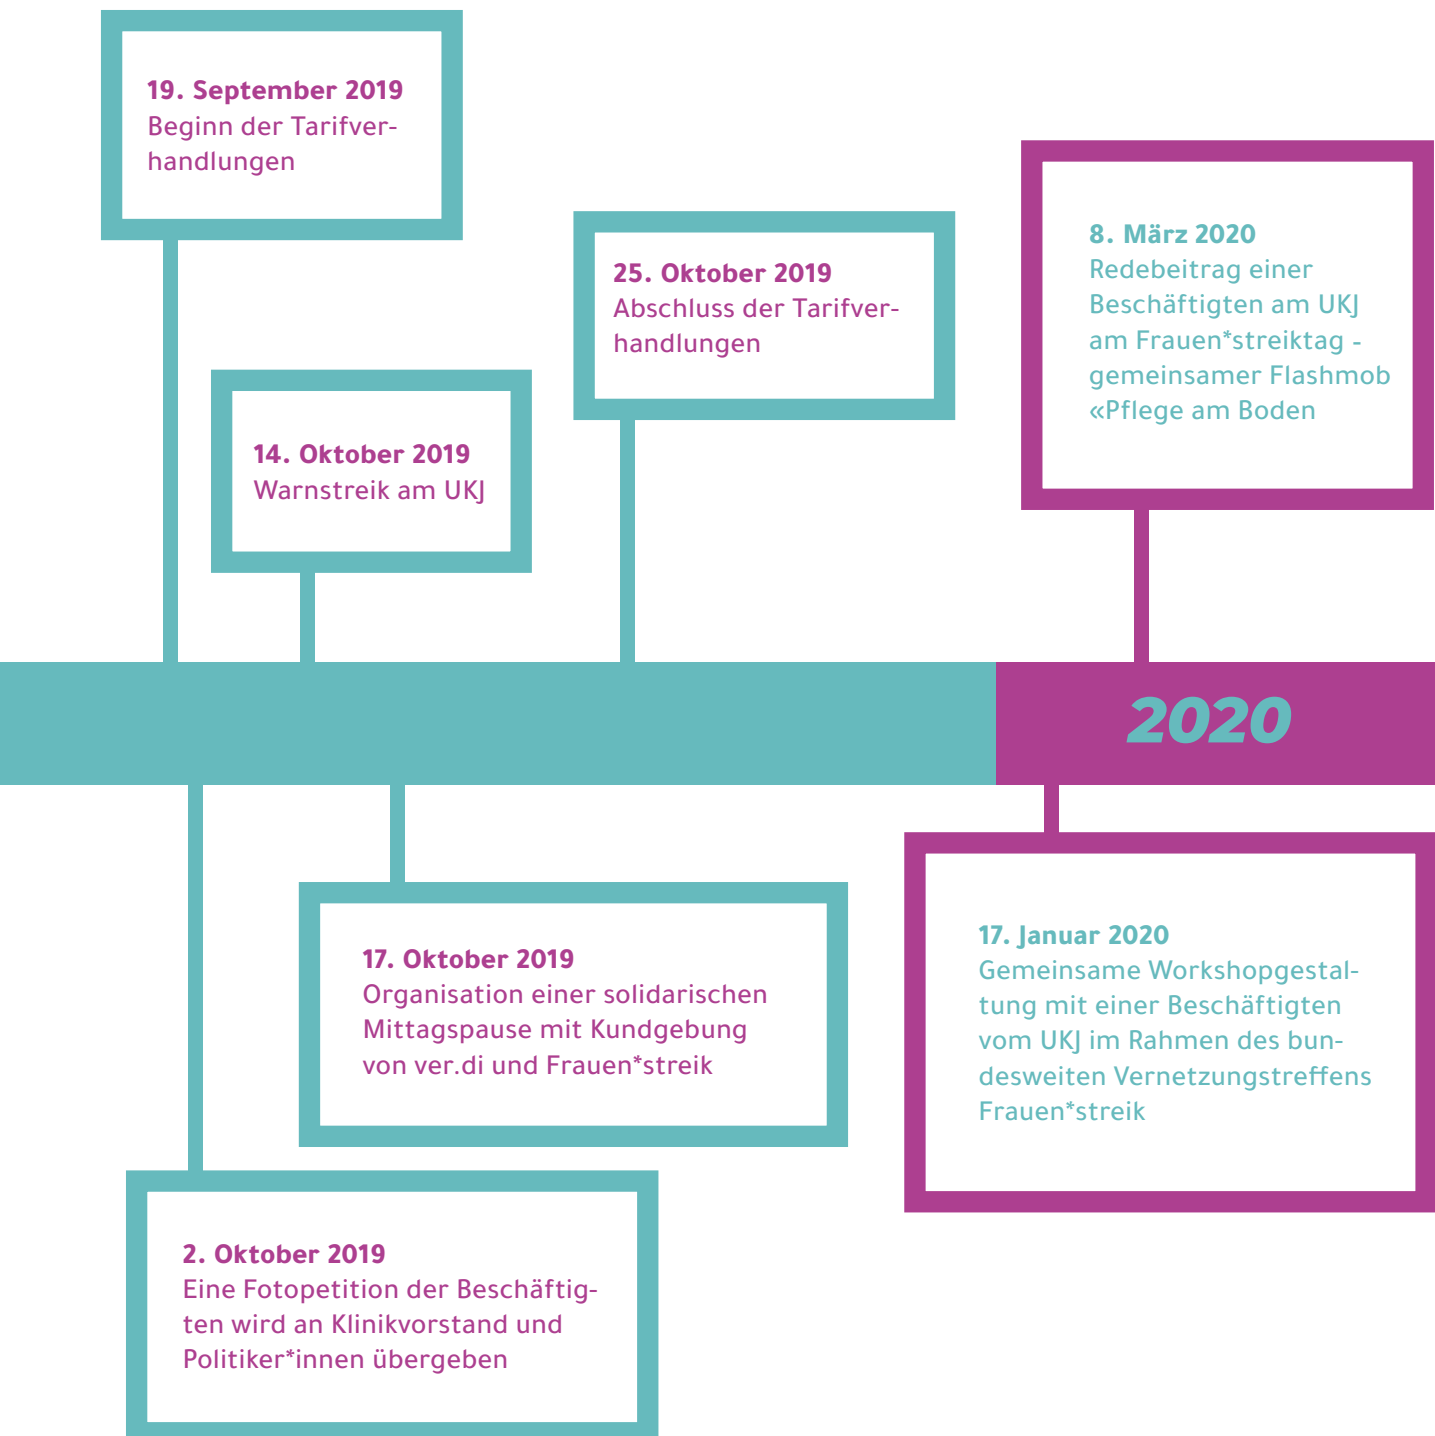 19. September 2019
Beginn der Tarifver-
handlungen
25. Oktober 2019
Abschluss der Tarifver-
handlungen
8. März 2020
Redebeitrag einer
Beschäftigten am UKJ
am Frauen*streiktag -
gemeinsamer Flashmob
«Pflege am Boden
14. Oktober 2019
Warnstreik am UKJ
2020
17. Oktober 2019
Organisation einer solidarischen
Mittagspause mit Kundgebung
von ver.di und Frauen*streik
17. Januar 2020
Gemeinsame Workshopgestal-
tung mit einer Beschäftigten
vom UKJ im Rahmen des bun-
desweiten Vernetzungstreffens
Frauen*streik
2. Oktober 2019
Eine Fotopetition der Beschäftig-
ten wird an Klinikvorstand und
Politiker*innen übergeben